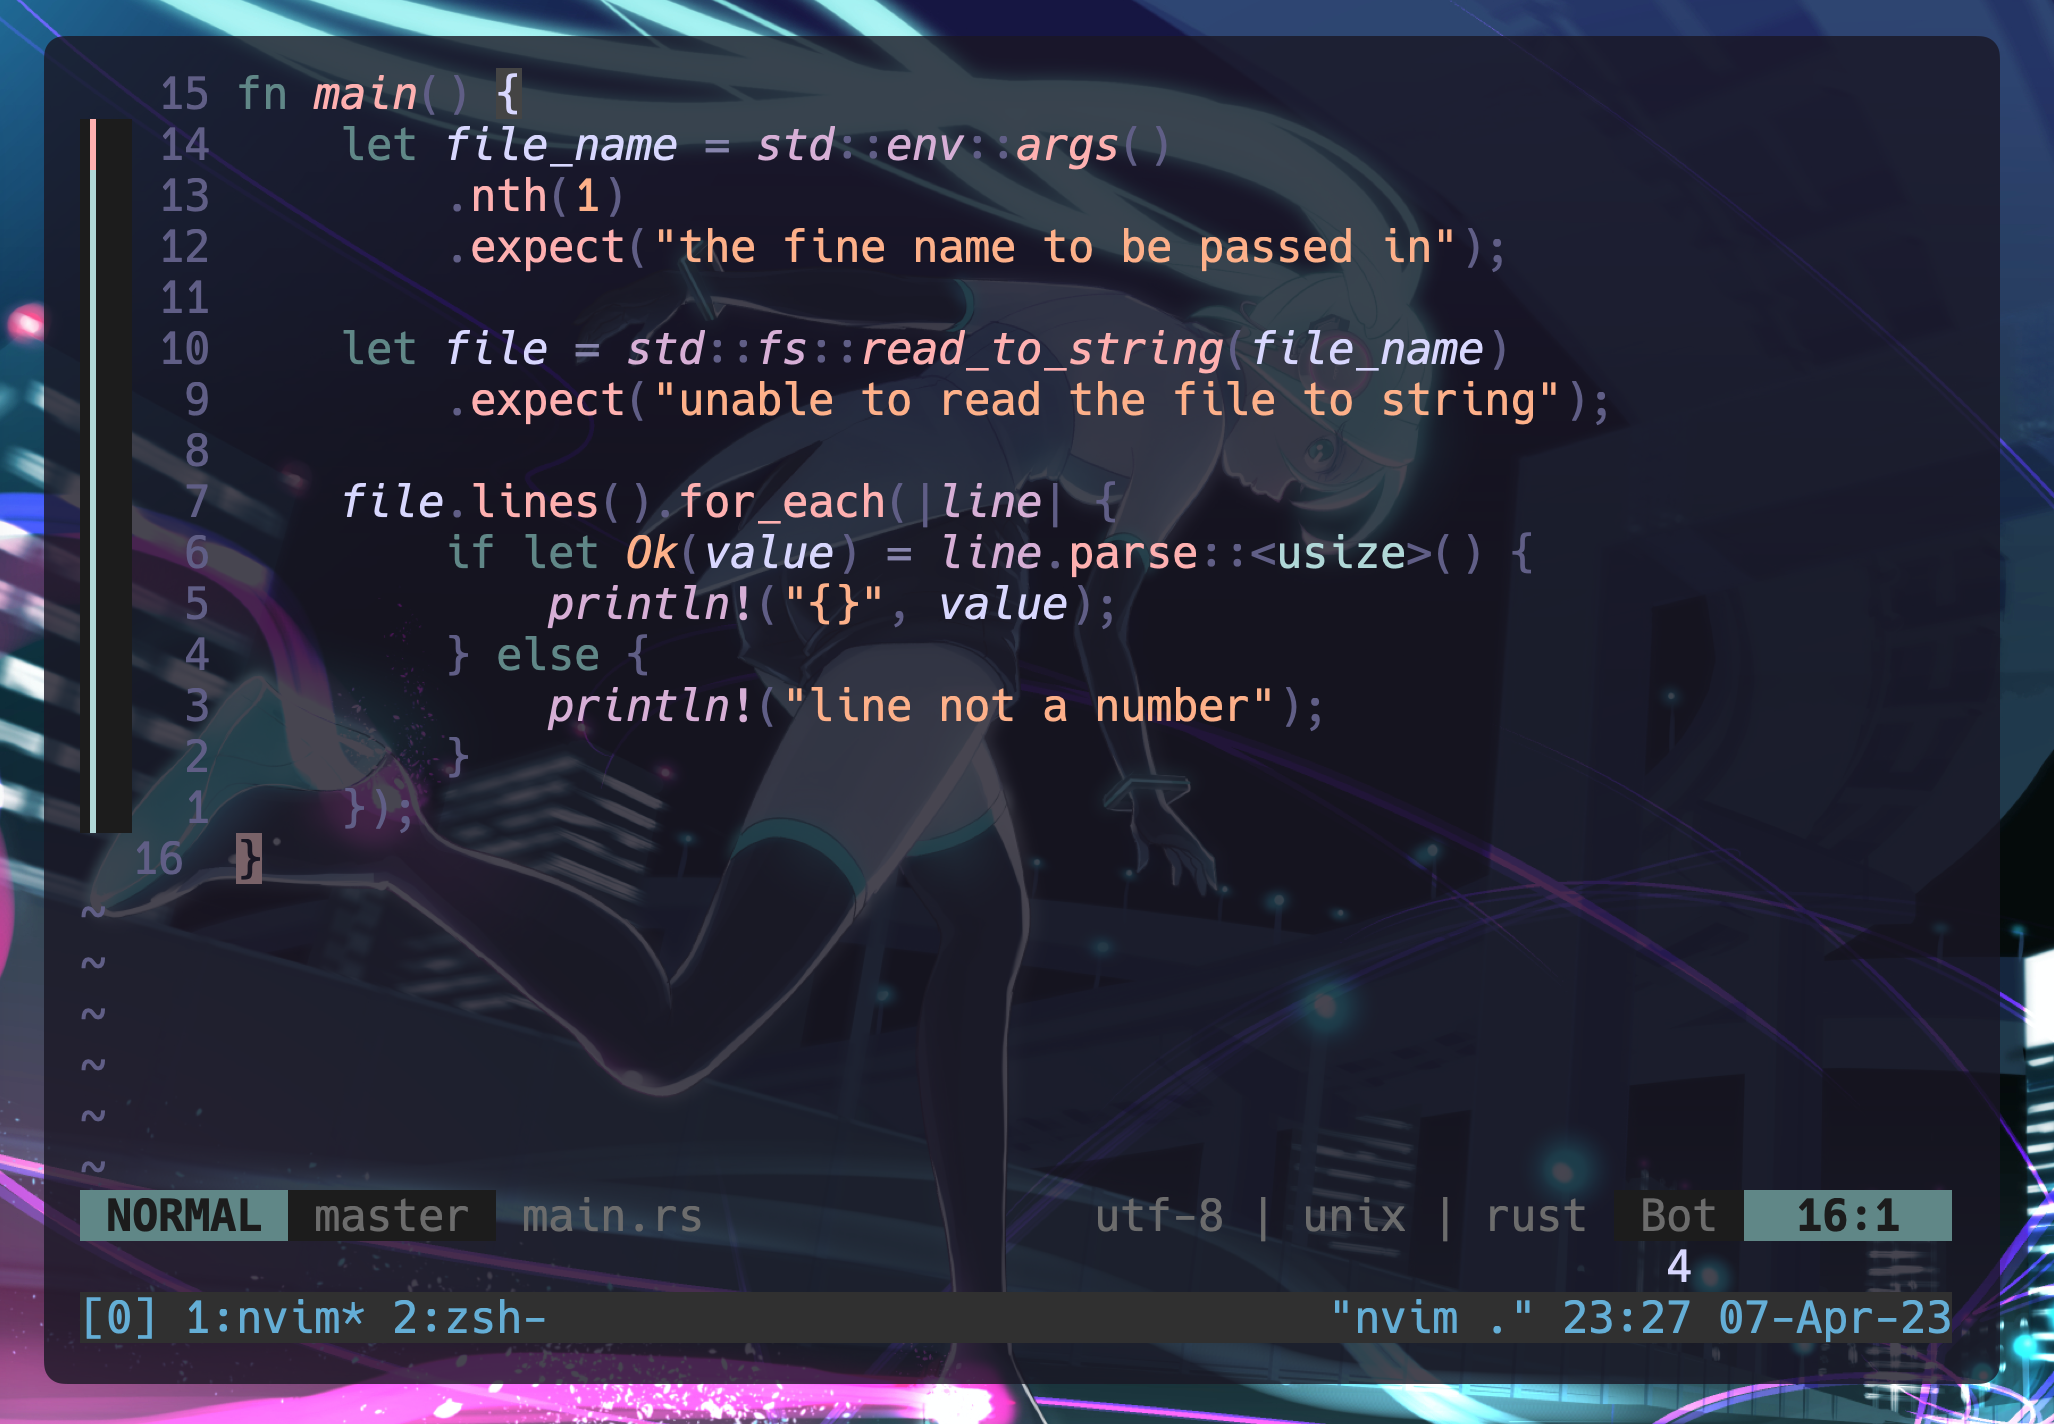 15 fn main() {
14     let file_name = std::env::args()
13         .nth(1)
12         .expect("the fine name to be passed in");
11
10     let file = std::fs::read_to_string(file_name)
9         .expect("unable to read the file to string");
8
7     file.lines().for_each(|line| {
6         if let Ok(value) = line.parse::<usize>() {
5             println!("{}", value);
4         } else {
3             println!("line not a number");
2         }
1     });
16 }
~
~
~
~
~
~
NORMAL master main.rs utf-8 | unix | rust Bot 16:1
4
[0] 1:nvim* 2:zsh- "nvim ." 23:27 07-Apr-23